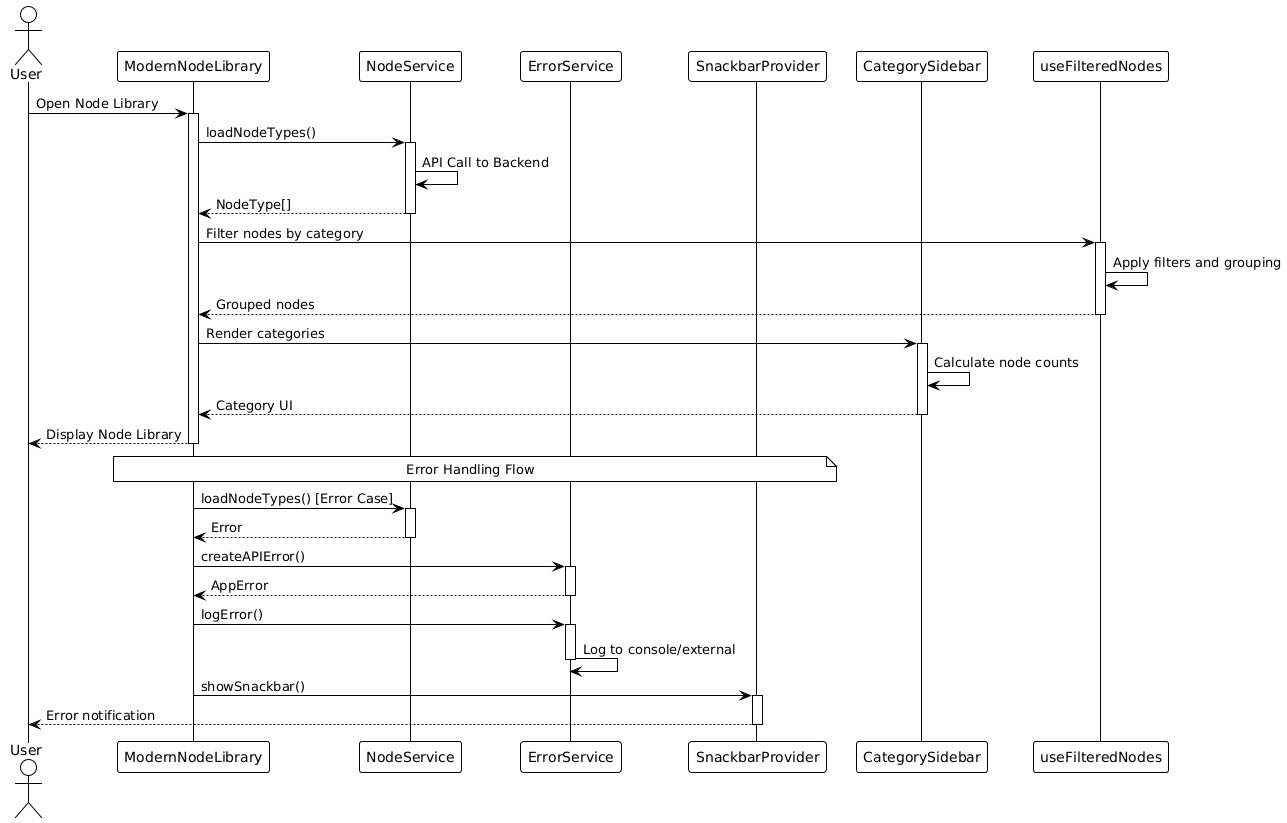 User
ModernNodeLibrary
NodeService
ErrorService
SnackbarProvider
CategorySidebar
useFilteredNodes
Open Node Library
loadNodeTypes()
API Call to Backend
NodeType[]
Filter nodes by category
Apply filters and grouping
Grouped nodes
Render categories
Calculate node counts
Category UI
Display Node Library
Error Handling Flow
loadNodeTypes() [Error Case]
Error
createAPIError()
AppError
logError()
Log to console/external
showSnackbar()
Error notification
User
ModernNodeLibrary
NodeService
ErrorService
SnackbarProvider
CategorySidebar
useFilteredNodes